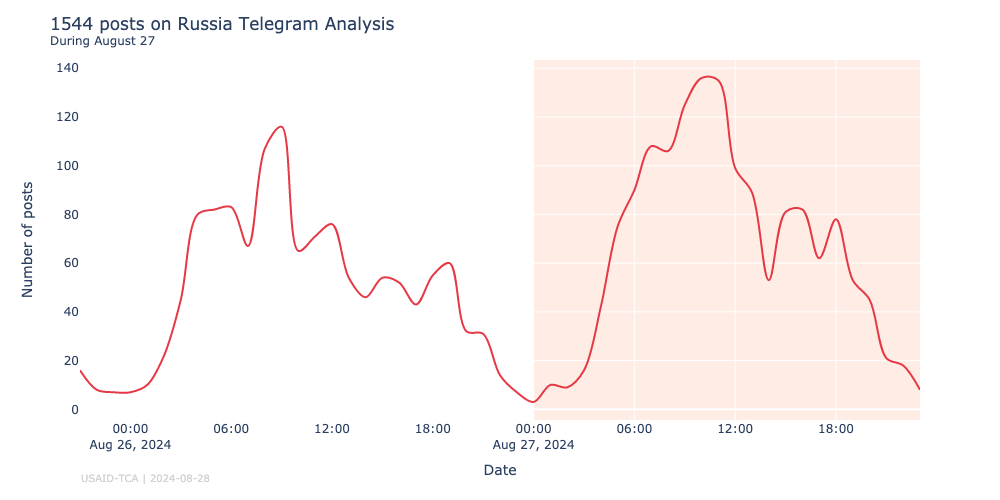 1544 posts on Russia Telegram Analysis
During August 27
140
120
100
80
60
40
20
0
Number of posts
00:00 06:00 12:00 18:00 00:00 06:00 12:00 18:00
Aug 26, 2024 Aug 27, 2024
Date
USAID-TCA | 2024-08-28